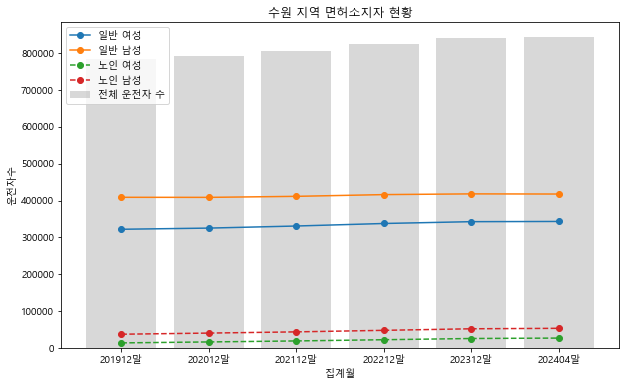 수원 지역 면허소지자 현황
일반 여성
일반 남성
노인 여성
노인 남성
전체 운전자 수
운전자수
800000
700000
600000
500000
400000
300000
200000
100000
0
201912말 202012말 202112말 202212말 202312말 202404말
집계월